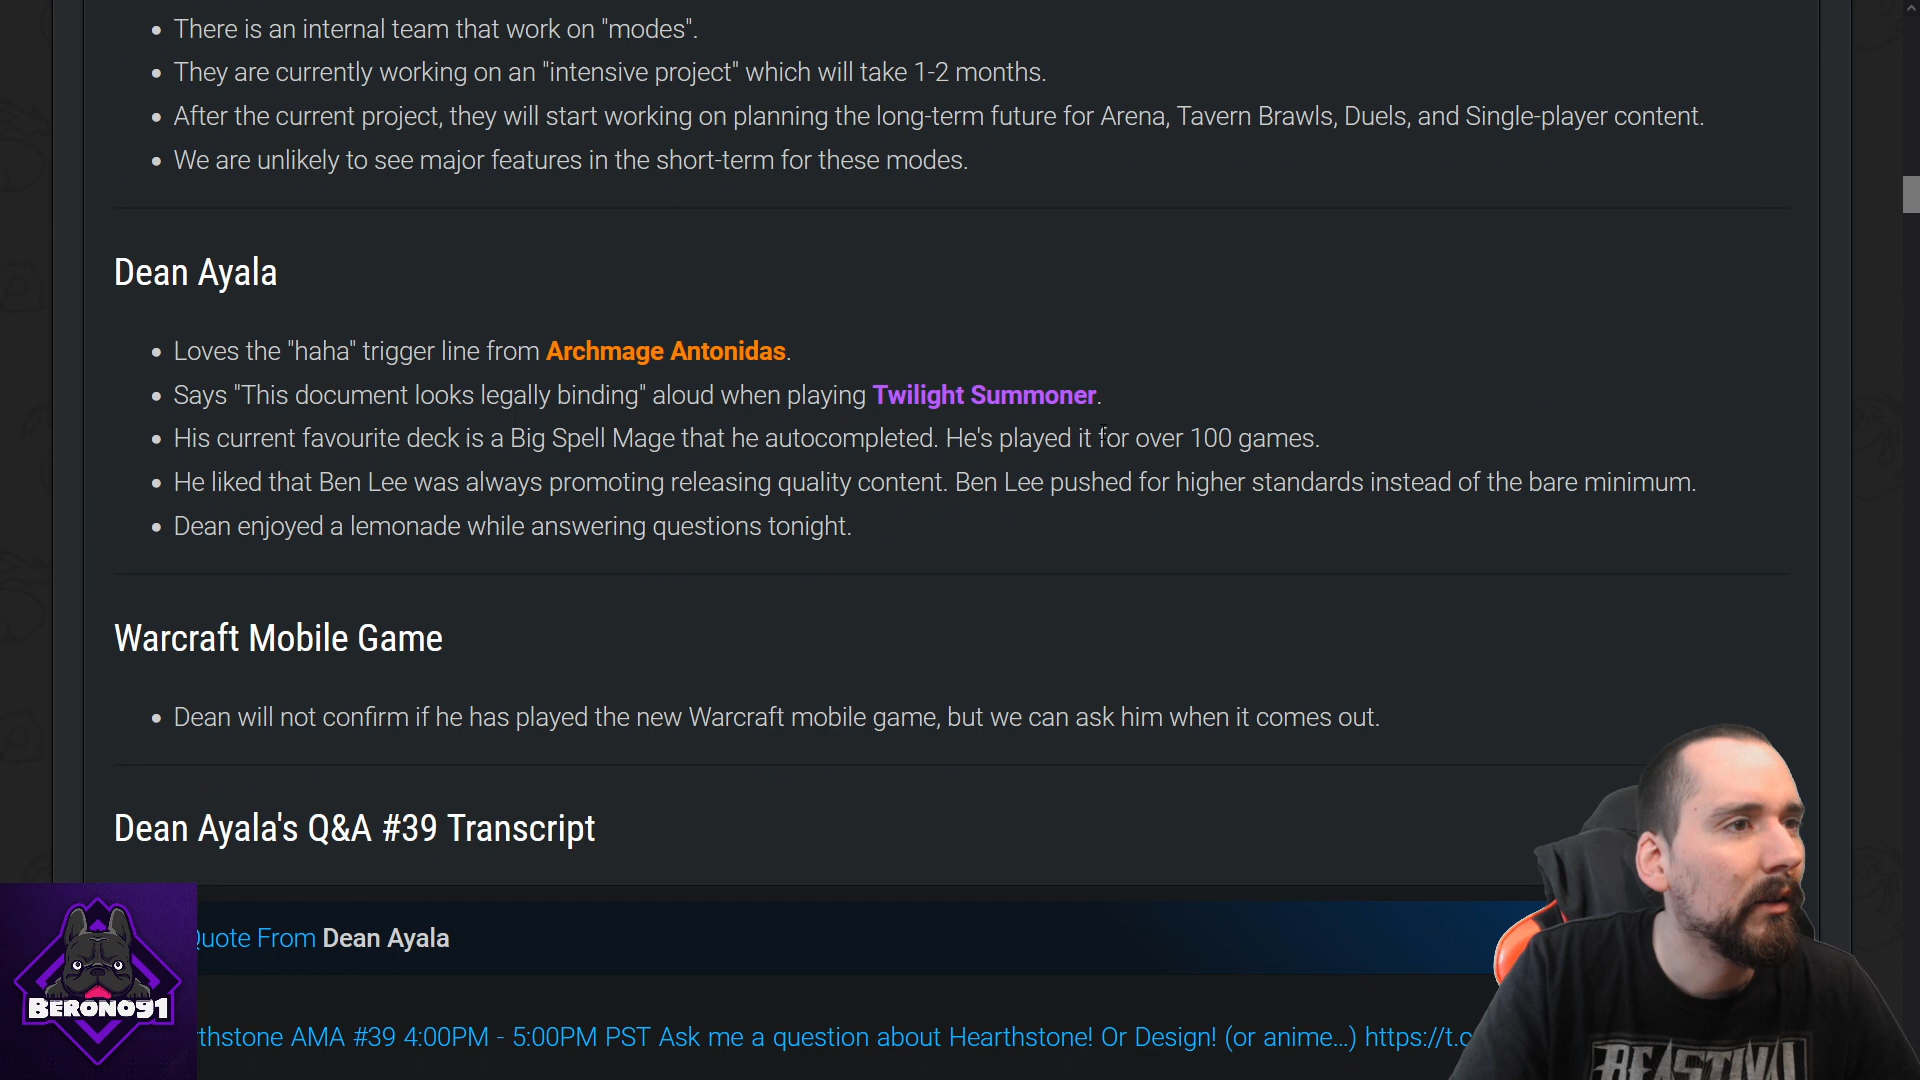 There is an internal team that work on "modes".
They are currently working on an "intensive project" which will take 1-2 months.
After the current project, they will start working on planning the long-term future for Arena, Tavern Brawls, Duels, and Single-player content.
We are unlikely to see major features in the short-term for these modes.
Dean Ayala
Loves the "haha" trigger line from Archmage Antonidas.
Says "This document looks legally binding" aloud when playing Twilight Summoner.
His current favourite deck is a Big Spell Mage that he autocompleted. He's played it for over 100 games.
He liked that Ben Lee was always promoting releasing quality content. Ben Lee pushed for higher standards instead of the bare minimum.
Dean enjoyed a lemonade while answering questions tonight.
Warcraft Mobile Game
Dean will not confirm if he has played the new Warcraft mobile game, but we can ask him when it comes out.
Dean Ayala's Q&A #39 Transcript
Quote From Dean Ayala
rthstone AMA #39 4:00PM - 5:00PM PST Ask me a question about Hearthstone! Or Design! (or anime...) https://t.c
BERONO91
BEASTIVAL